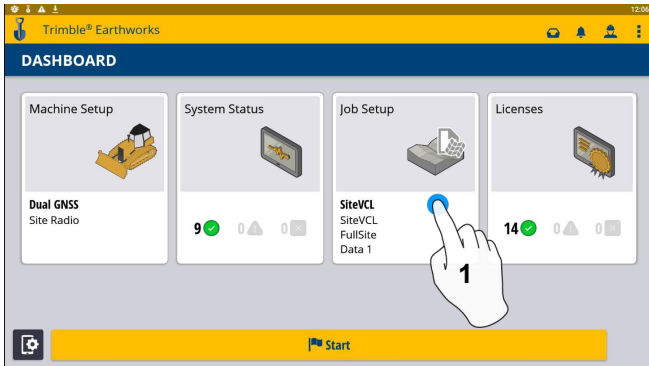 12:06
Trimble® Earthworks
DASHBOARD
Machine Setup
Dual GNSS
Site Radio
System Status
9 0 0
Job Setup
SiteVCL
SiteVCL
FullSite
Data 1
1
Licenses
14 0 0
Start